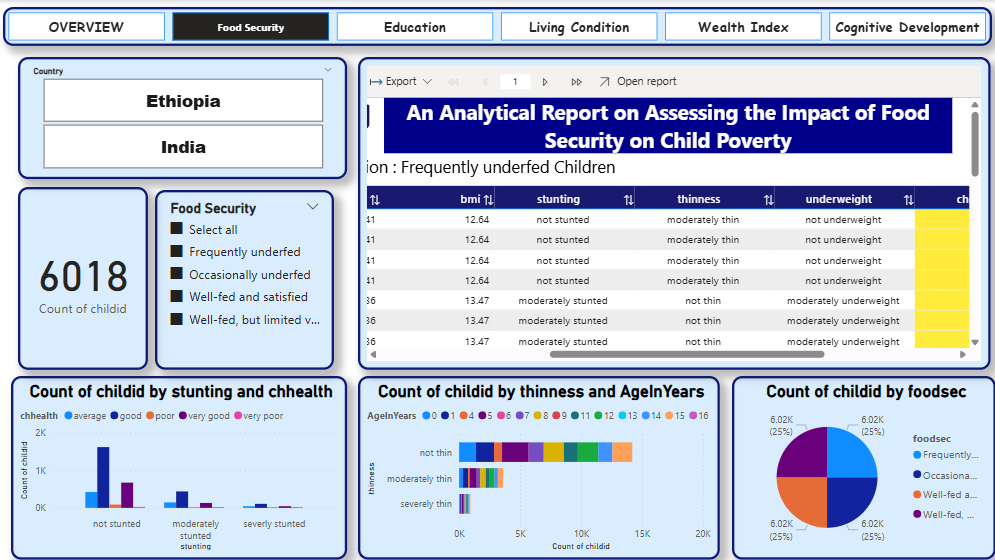 OVERVIEW
Food Security
Education
Living Condition
Wealth Index
Cognitive Development
Country
Ethiopia
India
6018
Count of childid
Food Security
Select all
Frequently underfed
Occasionally underfed
Well-fed and satisfied
Well-fed, but limited v...
Export
1
Open report
An Analytical Report on Assessing the Impact of Food
Security on Child Poverty
ion : Frequently underfed Children
bmi stunting thinness underweight ch
41 12.64 not stunted moderately thin not underweight
41 12.64 not stunted moderately thin not underweight
41 12.64 not stunted moderately thin not underweight
41 12.64 not stunted moderately thin not underweight
36 13.47 moderately stunted not thin moderately underweight
36 13.47 moderately stunted not thin moderately underweight
36 13.47 moderately stunted not thin moderately underweight
Count of childid by stunting and chhealth
chhealth average good poor very good very poor
Count of childid
2K
1K
0K
not stunted
moderately
stunted
severly stunted
stunting
Count of childid by thinness and AgeInYears
AgeInYears 0 1 4 5 6 7 8 9 11 12 13 14 15 16
thinness
not thin
moderately thin
severely thin
0K 5K 10K 15K 20K
Count of childid
Count of childid by foodsec
6.02K
(25%)
6.02K
(25%)
6.02K
(25%)
6.02K
(25%)
foodsec
Frequently...
Occasiona...
Well-fed a...
Well-fed, ...